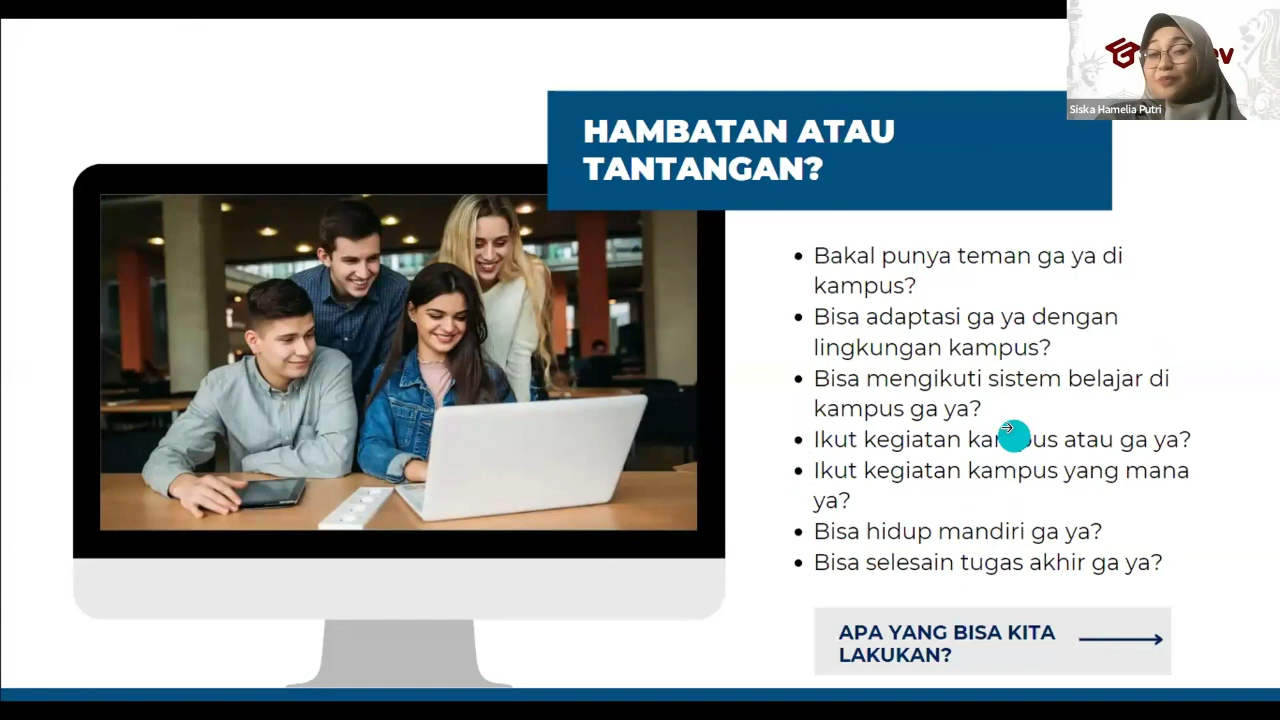 Siska Hamelia Putri
HAMBATAN ATAU
TANTANGAN?
Bakal punya teman ga ya di
kampus?
Bisa adaptasi ga ya dengan
lingkungan kampus?
Bisa mengikuti sistem belajar di
kampus ga ya?
Ikut kegiatan kampus atau ga ya?
Ikut kegiatan kampus yang mana
ya?
Bisa hidup mandiri ga ya?
Bisa selesain tugas akhir ga ya?
APA YANG BISA KITA
LAKUKAN?